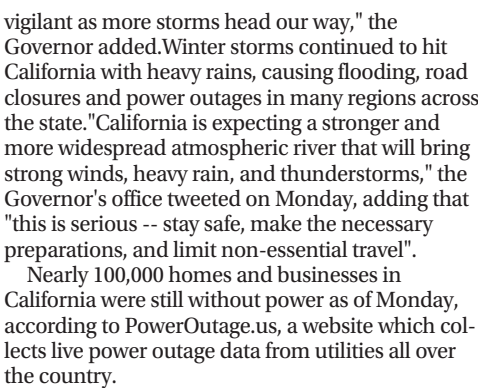 vigilant as more storms head our way," the
Governor added.Winter storms continued to hit
California with heavy rains, causing flooding, road
closures and power outages in many regions across
the state."California is expecting a stronger and
more widespread atmospheric river that will bring
strong winds, heavy rain, and thunderstorms," the
Governor's office tweeted on Monday, adding that
"this is serious -- stay safe, make the necessary
preparations, and limit non-essential travel".
Nearly 100,000 homes and businesses in
California were still without power as of Monday,
according to PowerOutage.us, a website which col-
lects live power outage data from utilities all over
the country.